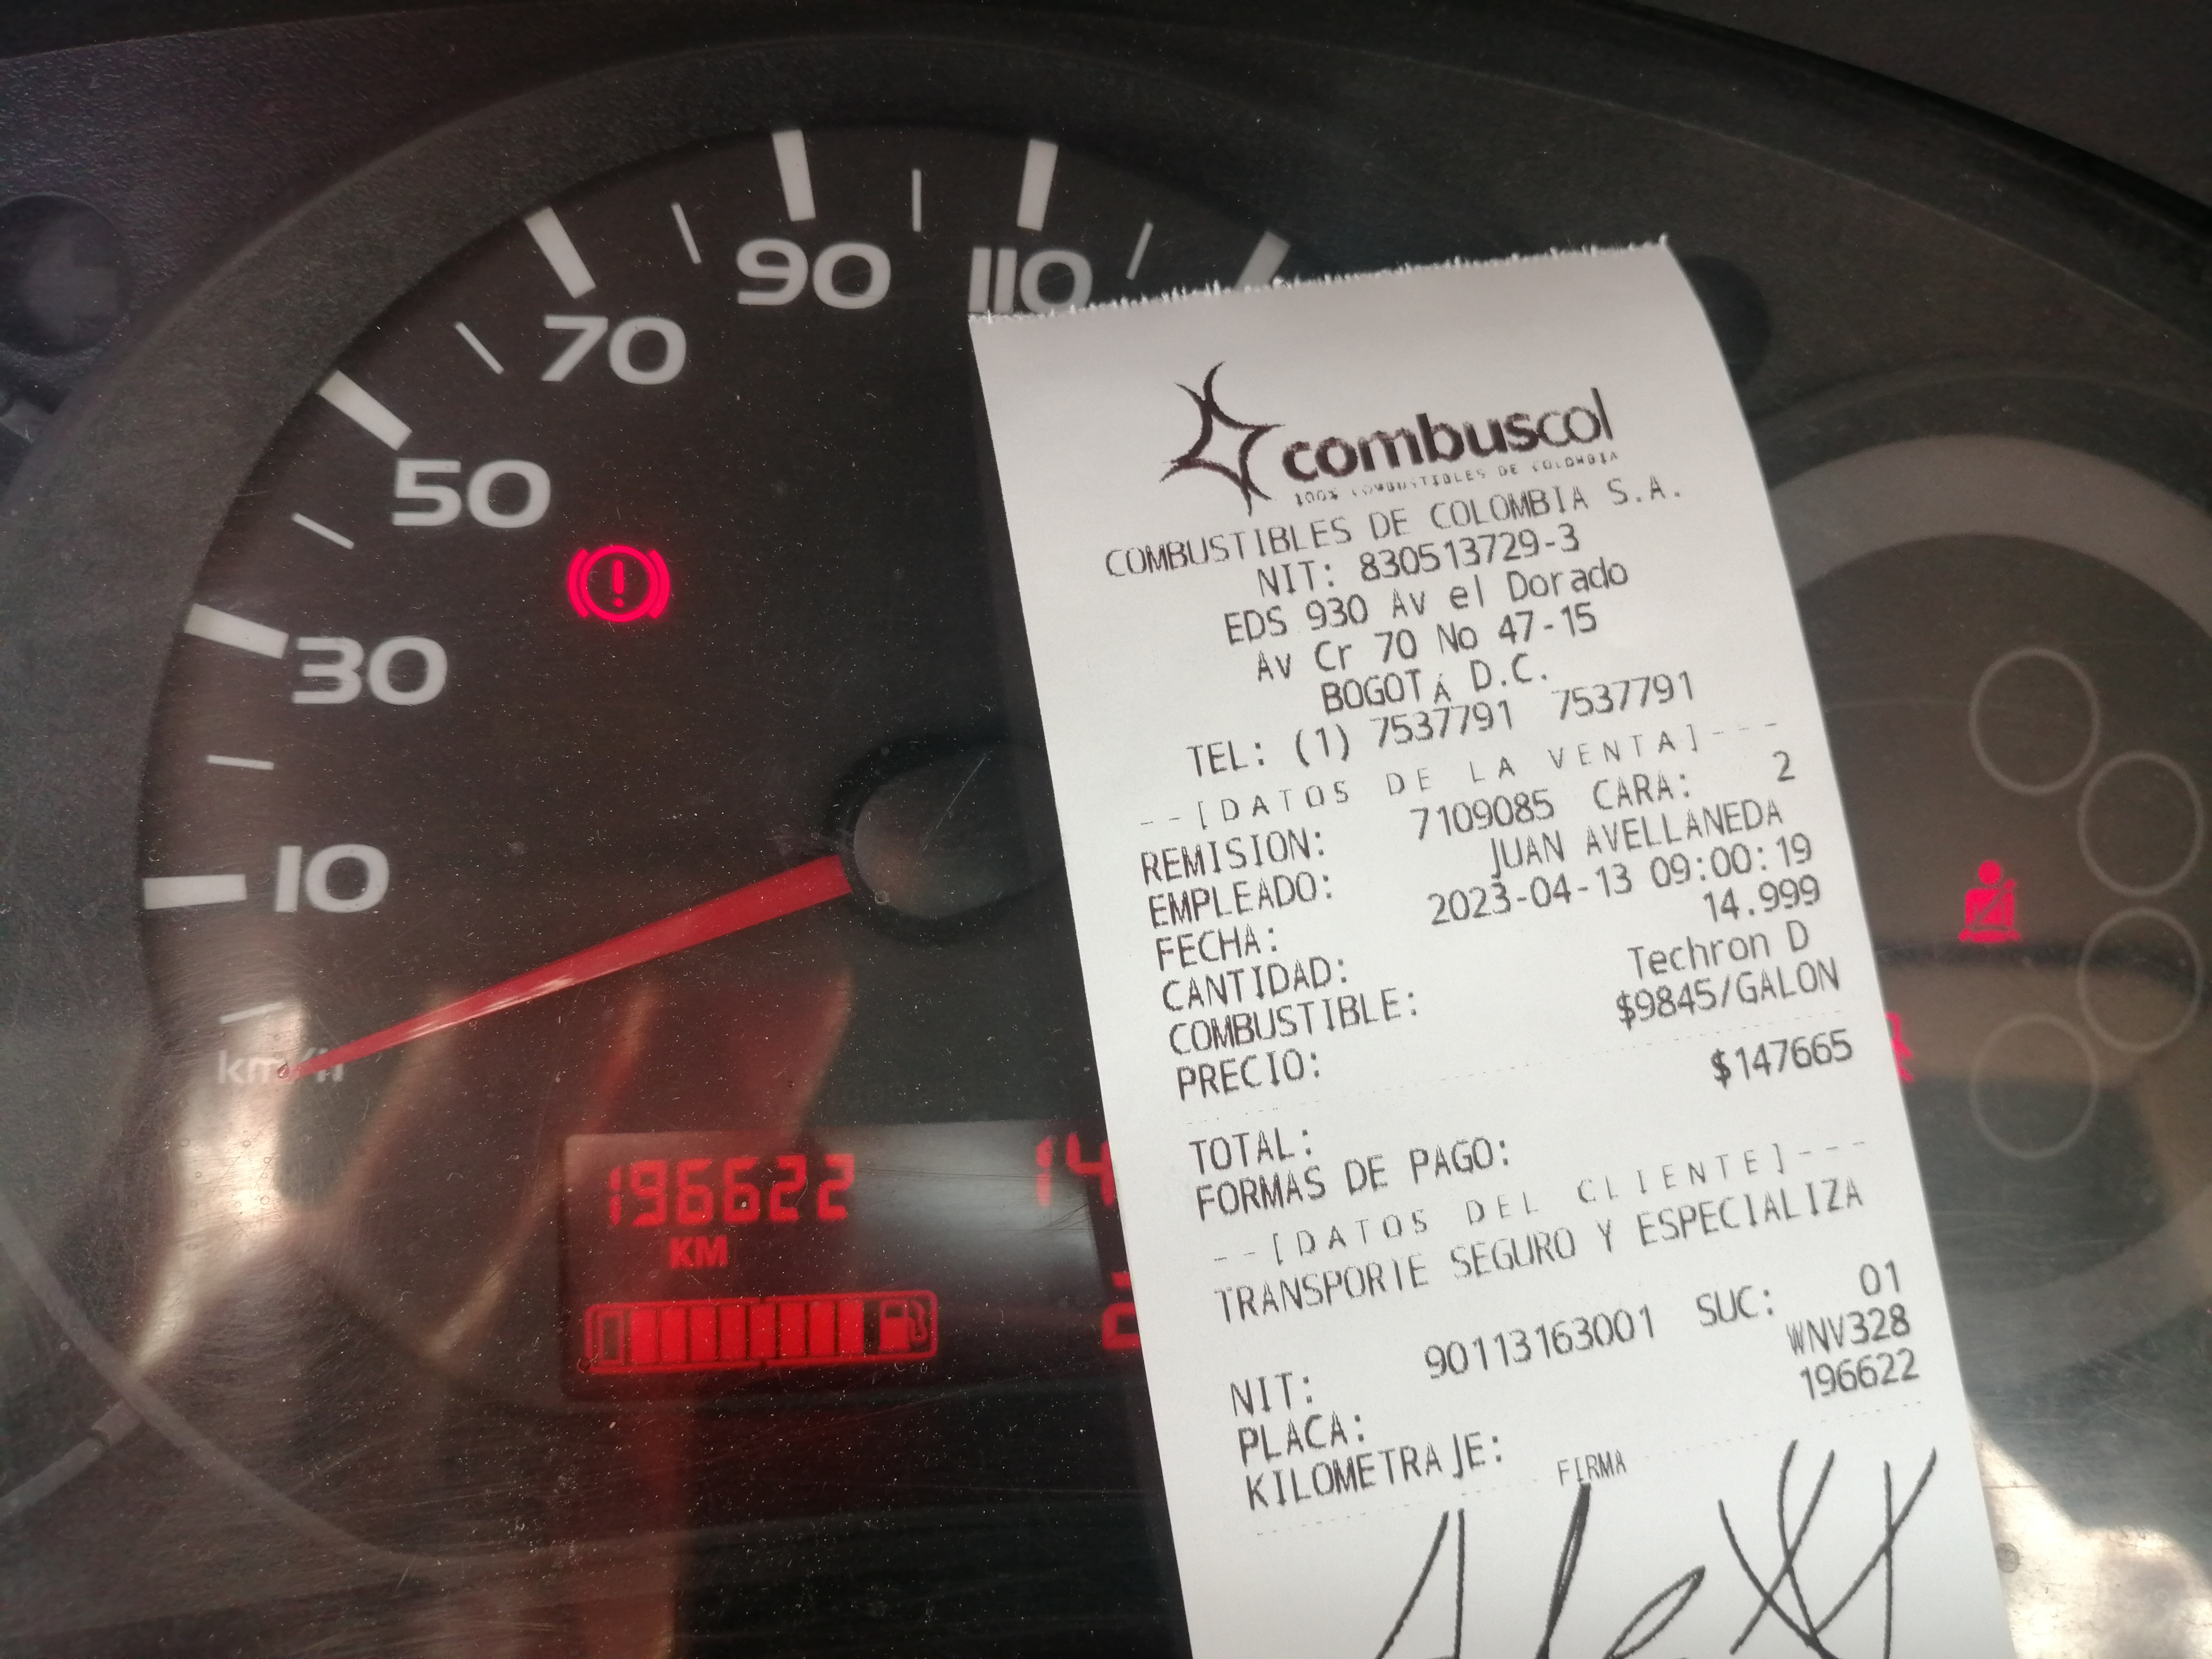 110
90
70
50
30
10
km/h
196622
KM
14
combuscol
100% COMBUSTIBLES DE COLOMBIA
COMBUSTIBLES DE COLOMBIA S.A.
NIT: 830513729-3
EDS 930 Av el Dorado
Av Cr 70 No 47-15
BOGOTÁ D.C.
TEL: (1) 7537791 7537791
--[DATOS DE LA VENTA]---
REMISION: 7109085 CARA: 2
EMPLEADO: JUAN AVELLANEDA
FECHA: 2023-04-13 09:00:19
CANTIDAD: 14.999
COMBUSTIBLE: Techron D
PRECIO: $9845/GALON
TOTAL: $147665
FORMAS DE PAGO:
--[DATOS DEL CLIENTE]---
TRANSPORTE SEGURO Y ESPECIALIZA
NIT: 90113163001 SUC: 01
PLACA: WNV328
KILOMETRAJE: 196622
FIRMA